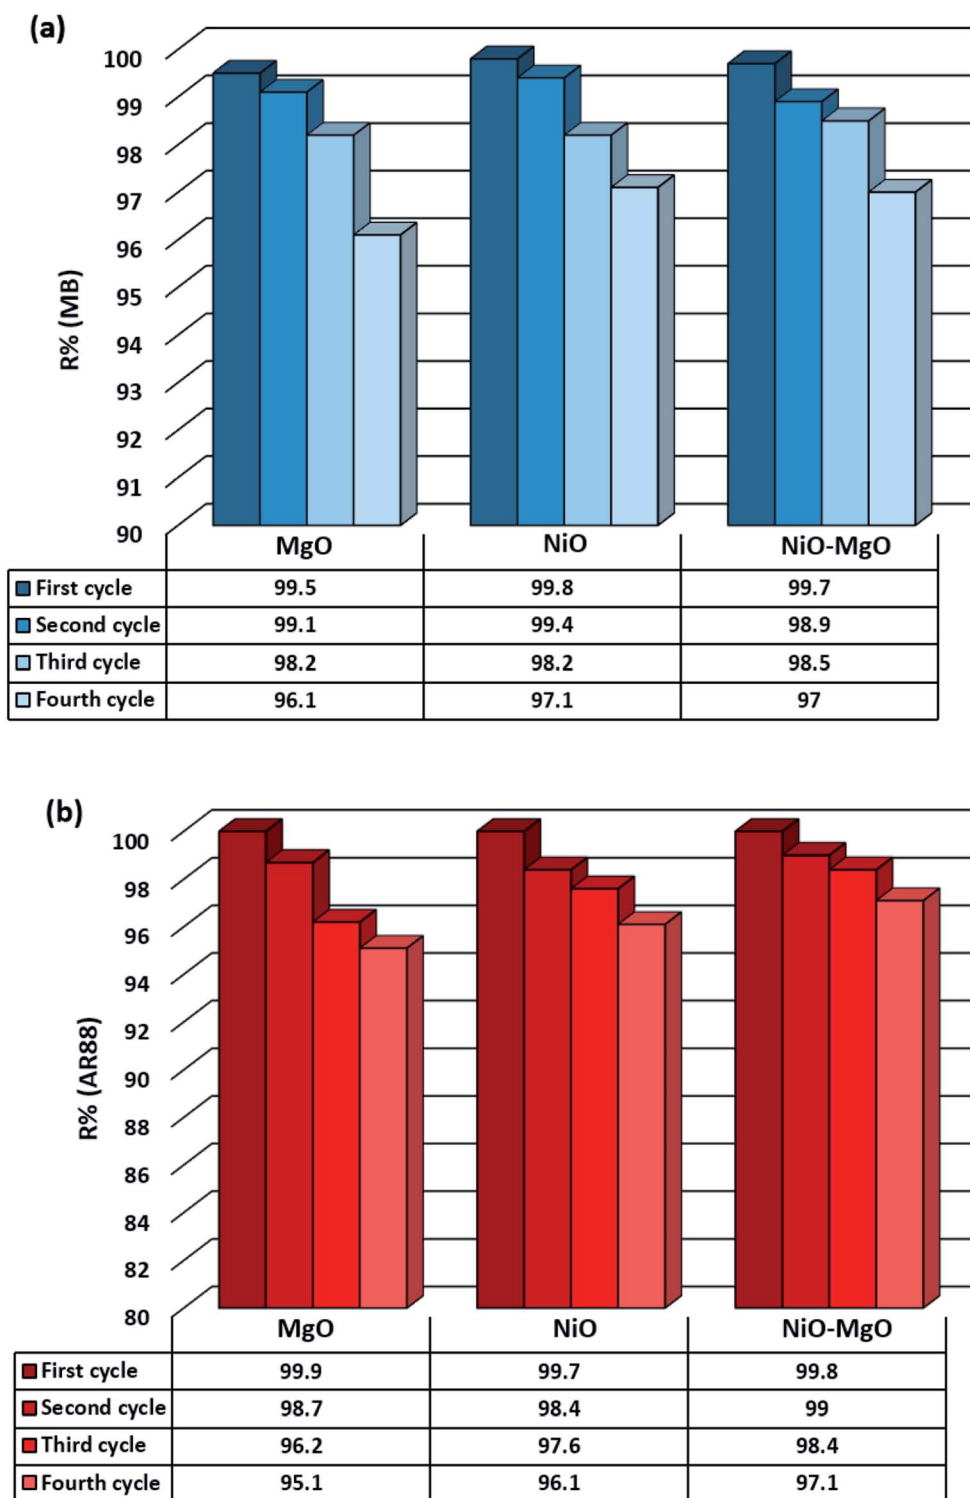 (a)
100
99
98
97
96
95
94
93
92
91
90
R% (MB)
MgO NiO NiO-MgO
First cycle 99.5 99.8 99.7
Second cycle 99.1 99.4 98.9
Third cycle 98.2 98.2 98.5
Fourth cycle 96.1 97.1 97
(b)
100
98
96
94
92
90
88
86
84
82
80
R% (AR88)
MgO NiO NiO-MgO
First cycle 99.9 99.7 99.8
Second cycle 98.7 98.4 99
Third cycle 96.2 97.6 98.4
Fourth cycle 95.1 96.1 97.1